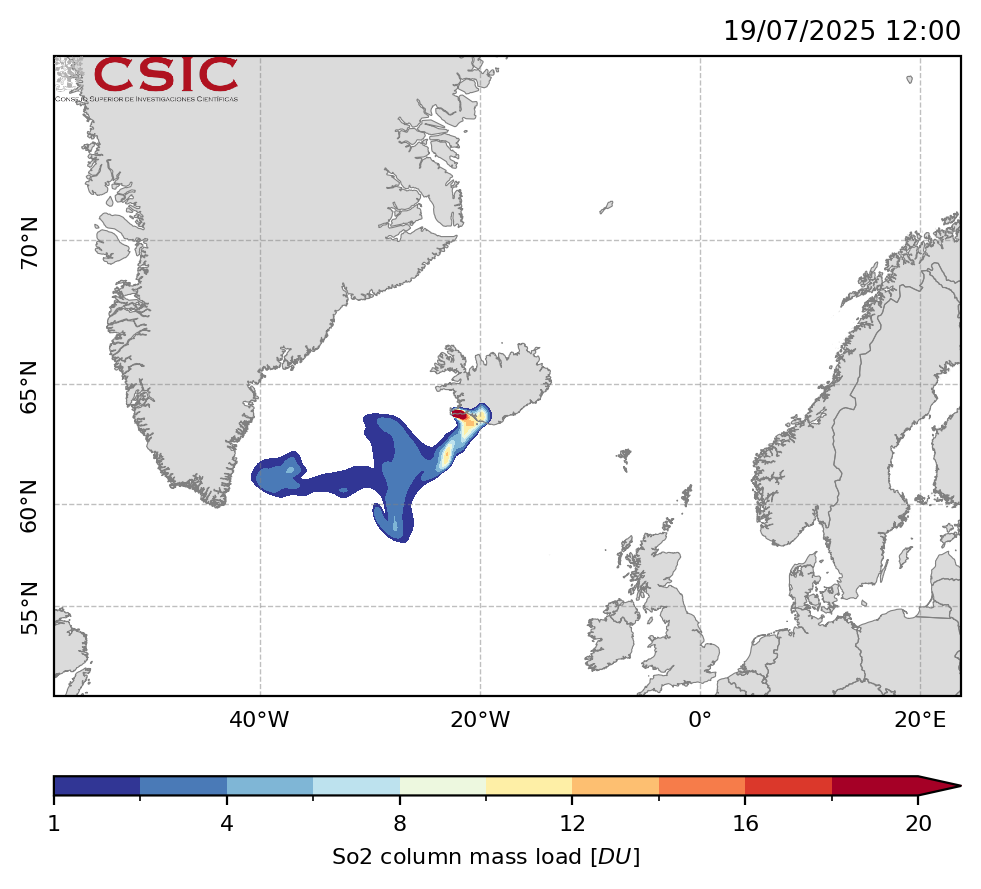 19/07/2025 12:00
CSIC
CONSEJO SUPERIOR DE INVESTIGACIONES CIENTÍFICAS
70°N
65°N
60°N
55°N
40°W 20°W 0° 20°E
1 4 8 12 16 20
So2 column mass load [DU]